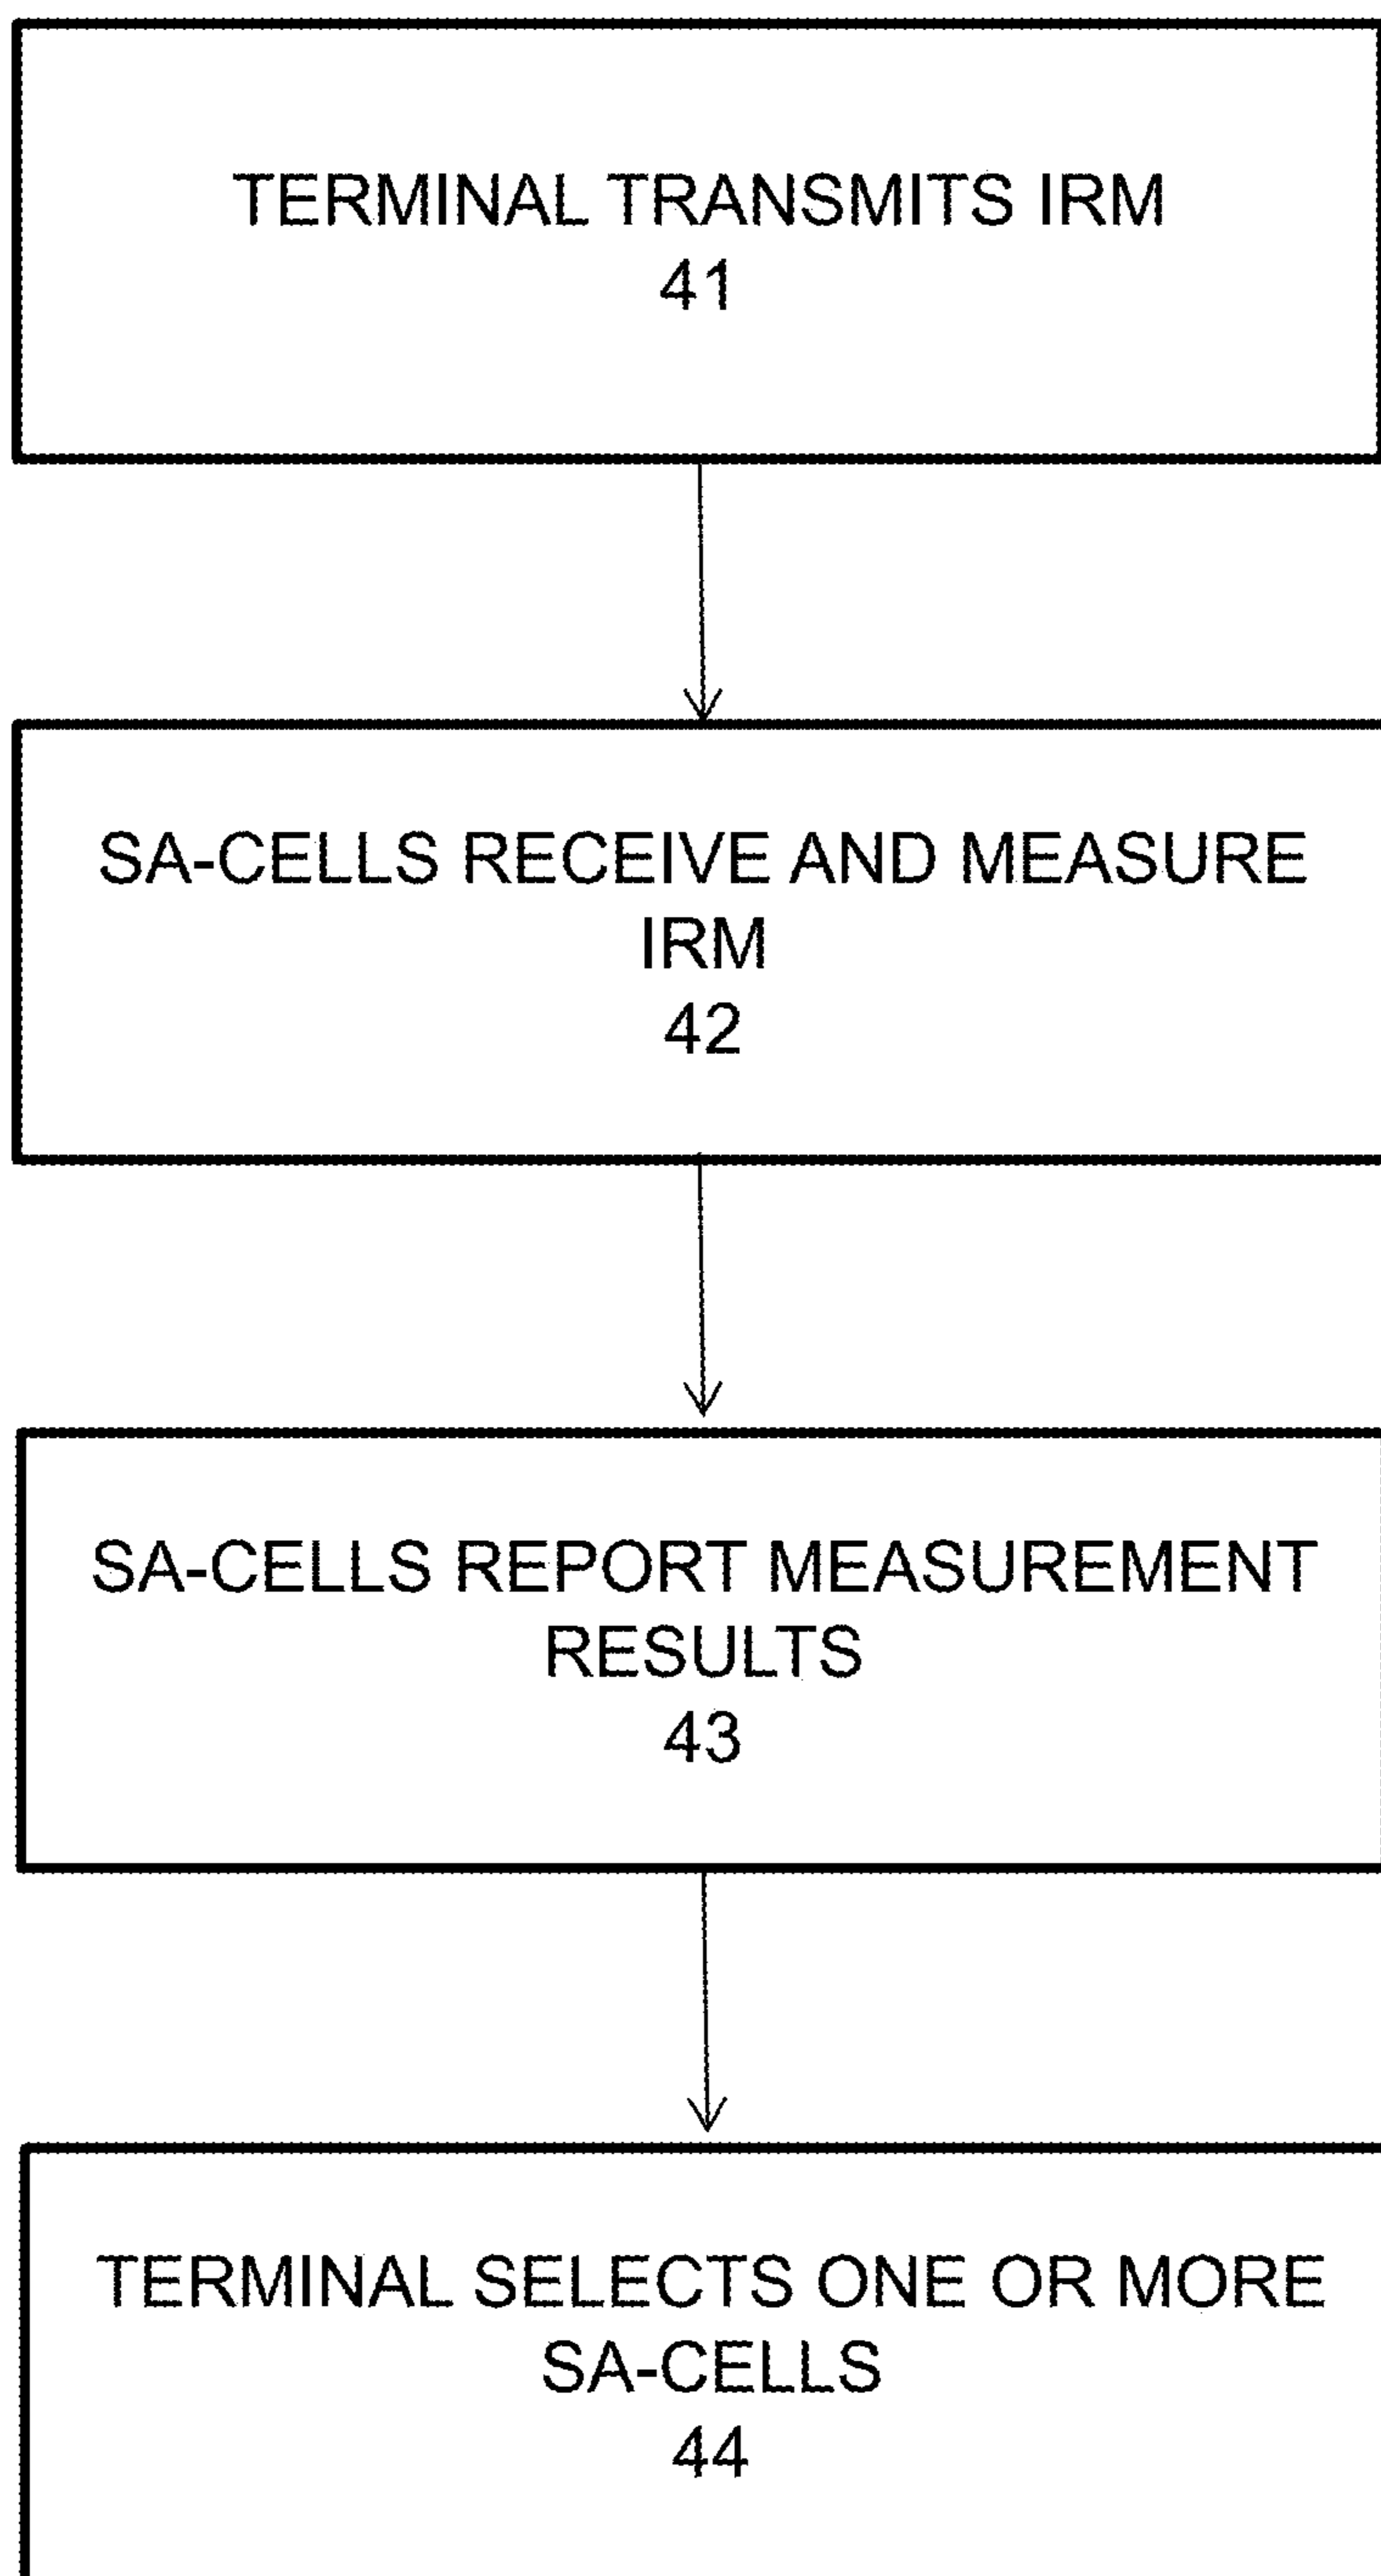 TERMINAL TRANSMITS IRM
41
SA-CELLS RECEIVE AND MEASURE
IRM
42
SA-CELLS REPORT MEASUREMENT
RESULTS
43
TERMINAL SELECTS ONE OR MORE
SA-CELLS
44